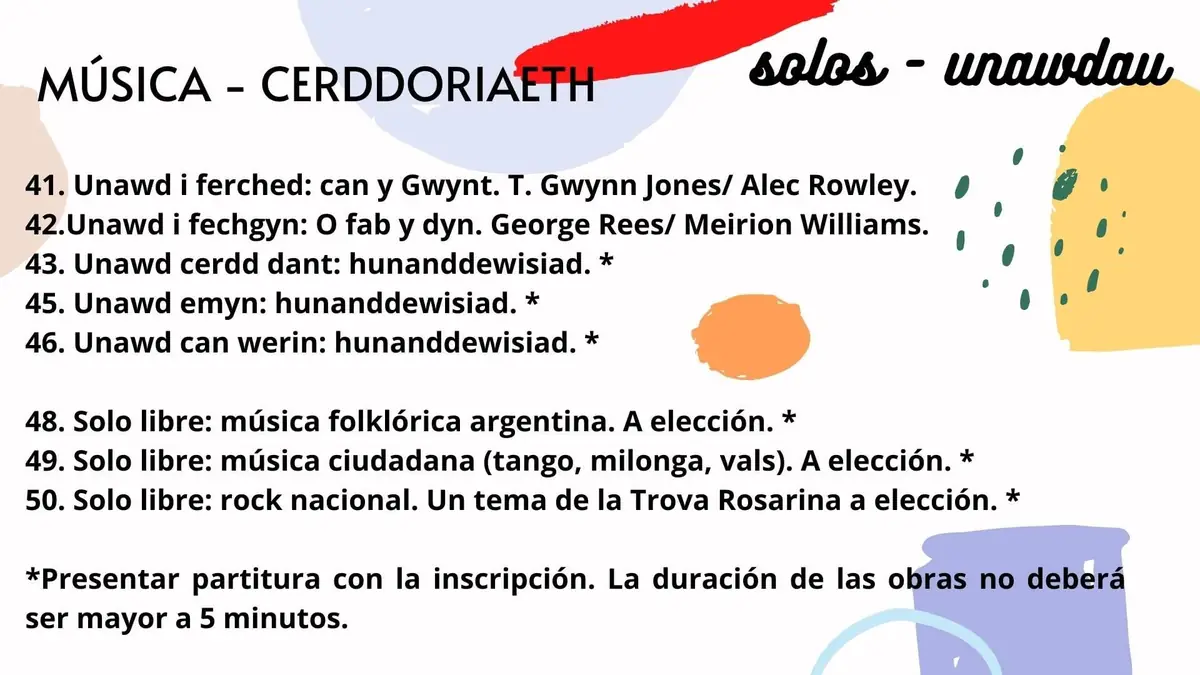 MÚSICA - CERDDORIAETH
solos - unawdau
41. Unawd i ferched: can y Gwynt. T. Gwynn Jones/ Alec Rowley.
42.Unawd i fechgyn: O fab y dyn. George Rees/ Meirion Williams.
43. Unawd cerdd dant: hunanddewisiad. *
45. Unawd emyn: hunanddewisiad. *
46. Unawd can werin: hunanddewisiad. *
48. Solo libre: música folklórica argentina. A elección. *
49. Solo libre: música ciudadana (tango, milonga, vals). A elección. *
50. Solo libre: rock nacional. Un tema de la Trova Rosarina a elección. *
*Presentar partitura con la inscripción. La duración de las obras no deberá
ser mayor a 5 minutos.